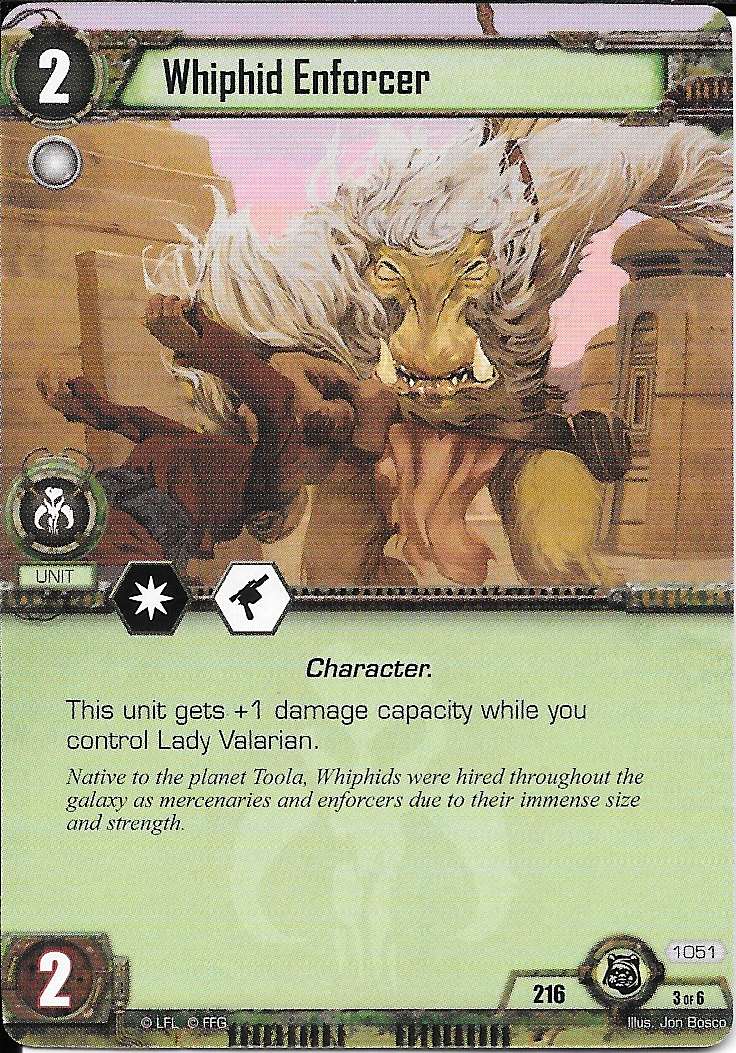 2
Whiphid Enforcer
UNIT
Character.
This unit gets +1 damage capacity while you
control Lady Valarian.
Native to the planet Toola, Whiphids were hired throughout the
galaxy as mercenaries and enforcers due to their immense size
and strength.
2
1051
216
3 OF 6
© LFL © FFG
Illus. Jon Bosco